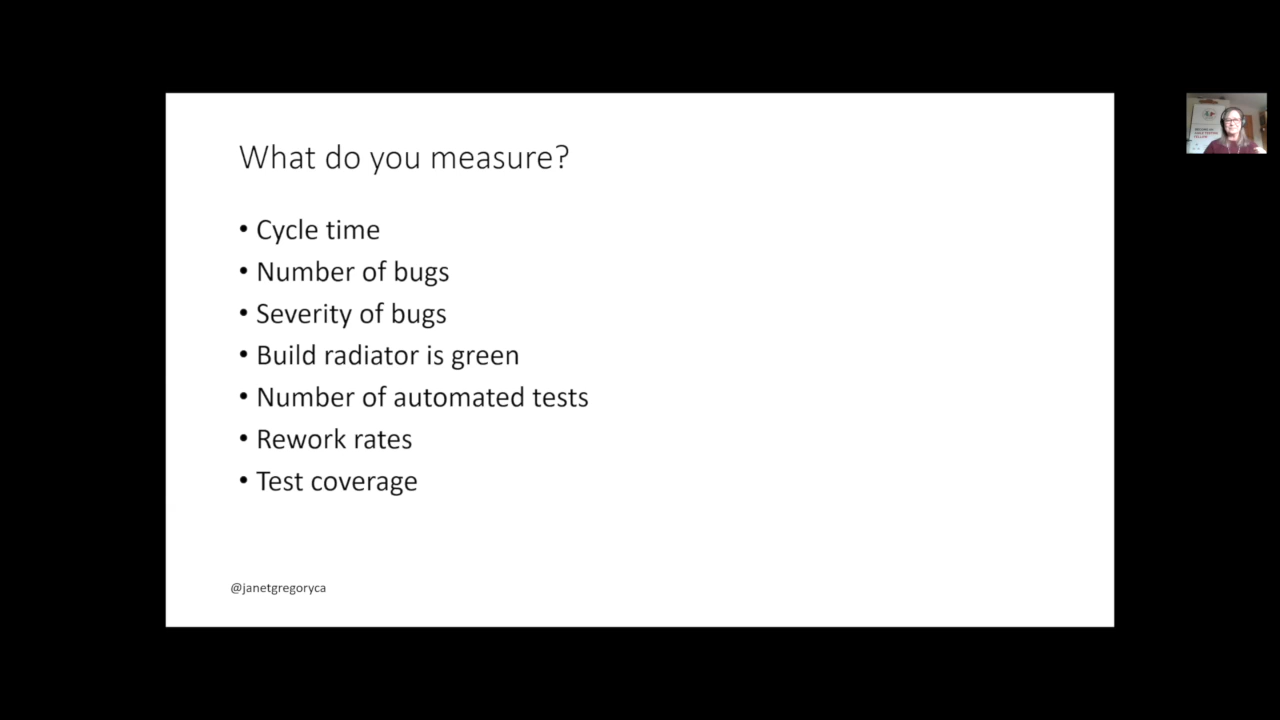 What do you measure?
• Cycle time
• Number of bugs
• Severity of bugs
• Build radiator is green
• Number of automated tests
• Rework rates
• Test coverage
@janetgregoryca